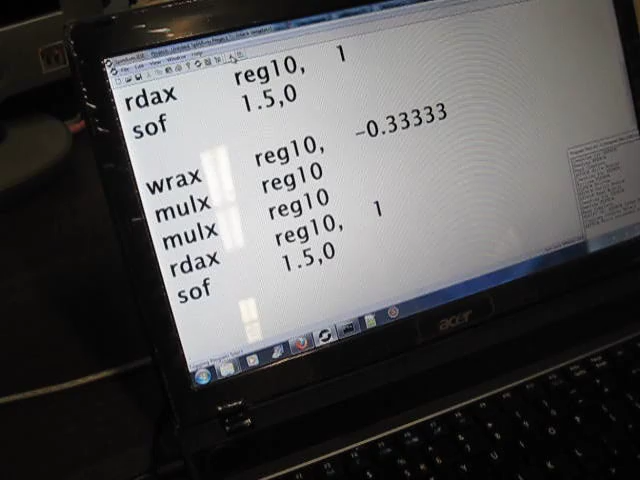 rdax reg10, 1
sof 1.5,0
wrax reg10, -0.33333
mulx reg10
mulx reg10
rdax reg10, 1
sof 1.5,0
acer